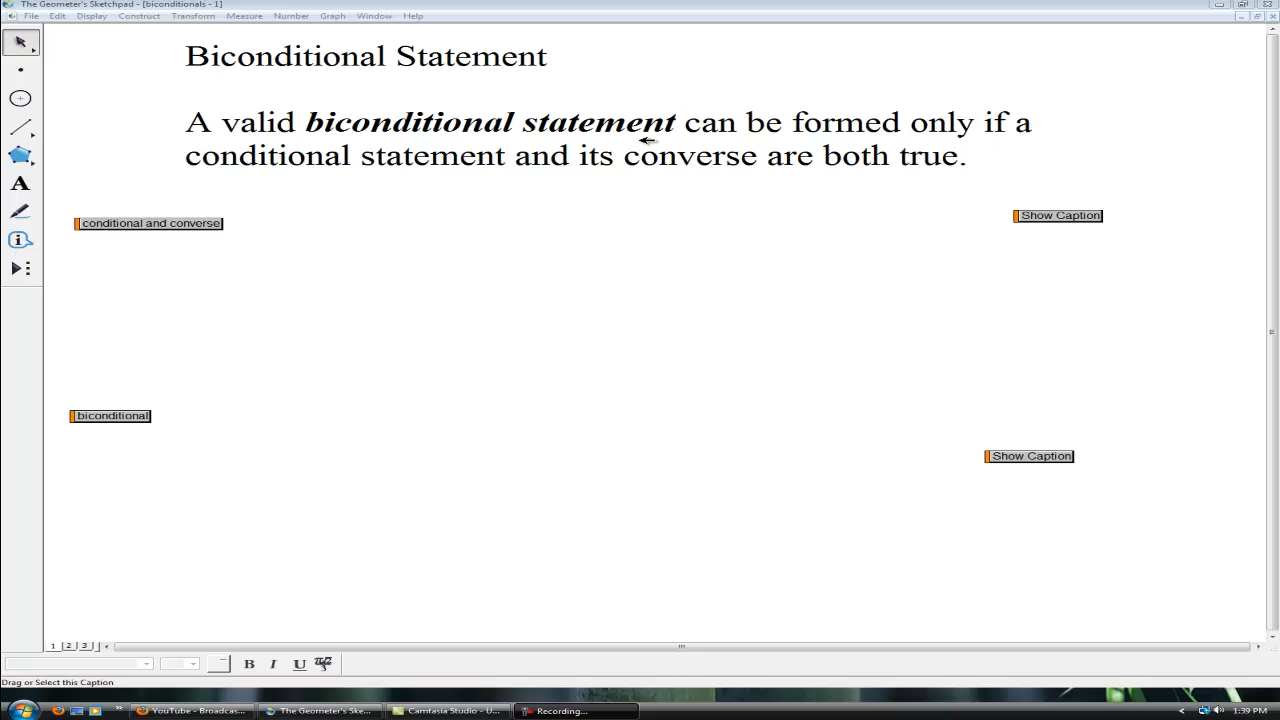 The Geometer's Sketchpad - [biconditionals - 1]
File Edit Display Construct Transform Measure Number Graph Window Help
Biconditional Statement
A valid biconditional statement can be formed only if a
conditional statement and its converse are both true.
conditional and converse
Show Caption
biconditional
Show Caption
A
1 2 3
B I U
Drag or Select this Caption
YouTube - Broadcas...
The Geometer's Ske...
Camtasia Studio - U...
Recording...
1:39 PM